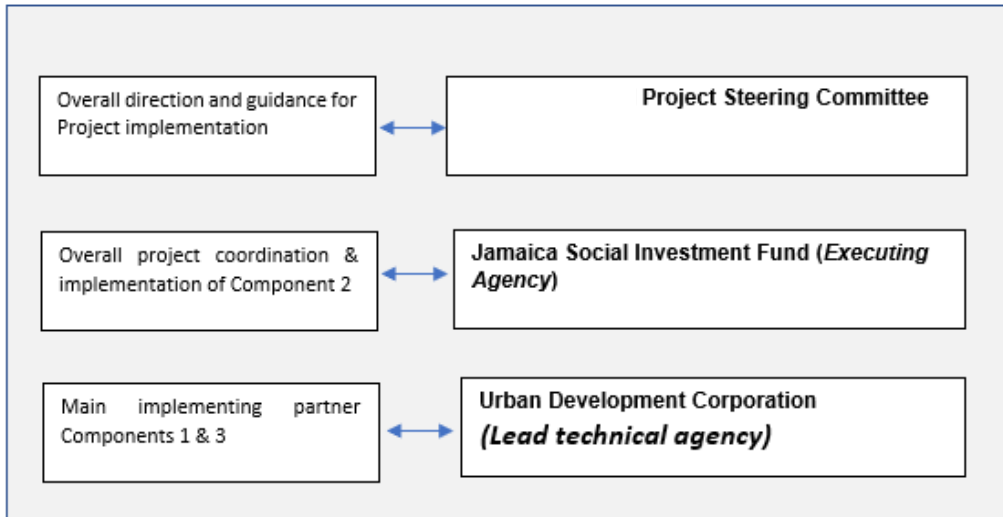 Overall direction and guidance for
Project implementation
Project Steering Committee
Overall project coordination &
implementation of Component 2
Jamaica Social Investment Fund (Executing
Agency)
Main implementing partner
Components 1 & 3
Urban Development Corporation
(Lead technical agency)